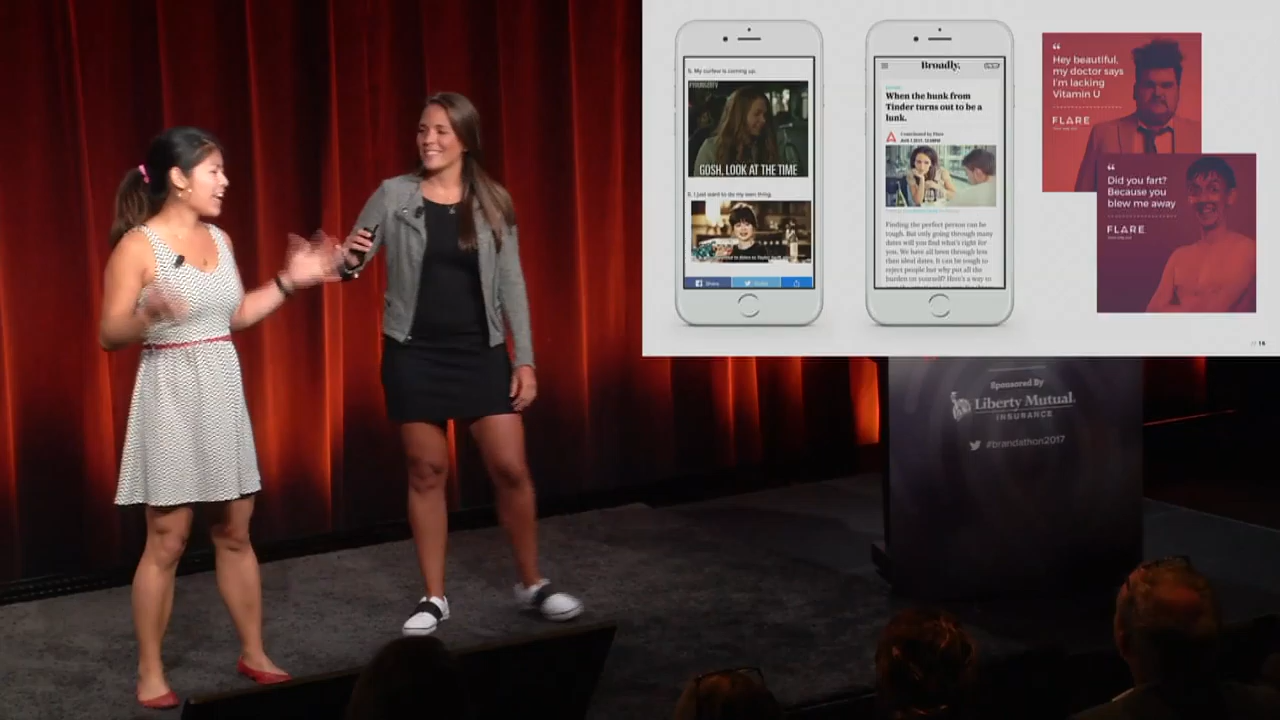 5. My curfew is coming up.
GOSH, LOOK AT THE TIME
6. I just want to do my own thing.
Share
Broadly.
When the hunk from
Tinder turns out to be a
lunk.
Finding the perfect person can be
tough. But only going through many
dates will you find what's right for
you. We have all been through less
than ideal dates. It can be tough to
reject people but why put all the
burden on yourself? Here's a way to
“
Hey beautiful,
my doctor says
I'm lacking
Vitamin U
FLARE
“
Did you fart?
Because you
blew me away
FLARE
16
Sponsored By
Liberty Mutual
INSURANCE
#brandathon2017